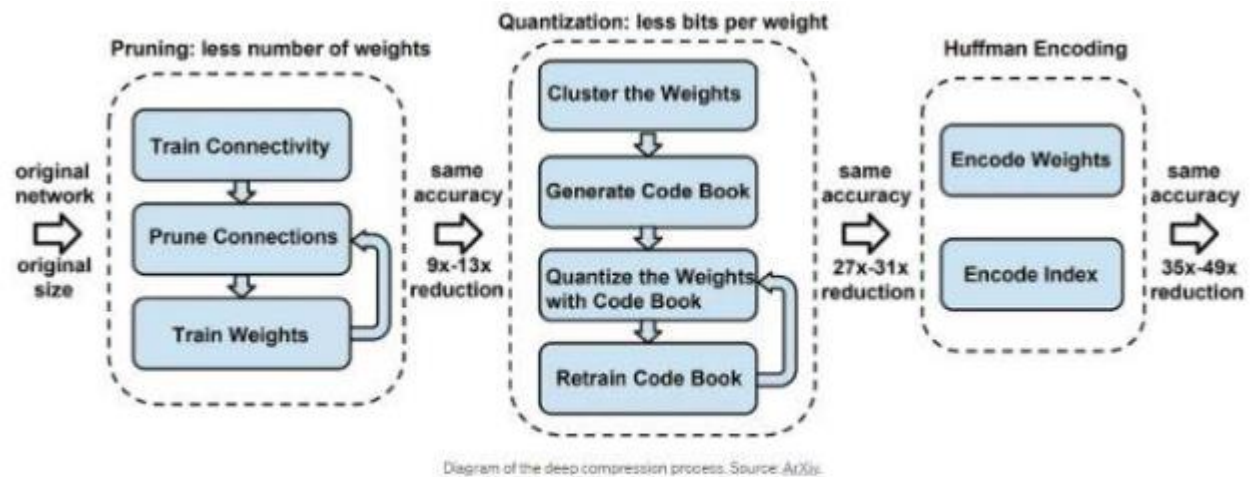 Pruning: less number of weights
Train Connectivity
Prune Connections
Train Weights
original
network
original
size
same
accuracy
9x-13x
reduction
Quantization: less bits per weight
Cluster the Weights
Generate Code Book
Quantize the Weights
with Code Book
Retrain Code Book
same
accuracy
27x-31x
reduction
Huffman Encoding
Encode Weights
Encode Index
same
accuracy
35x-49x
reduction
Diagram of the deep compression process. Source: ArXiv.